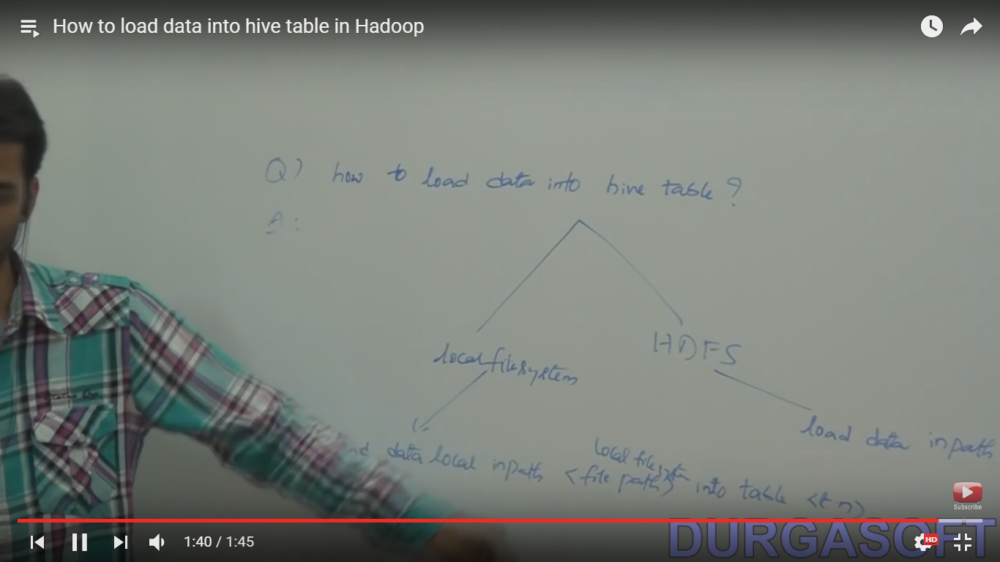 How to load data into hive table in Hadoop
Q) how to load data into hive table ?
A :
local filesystem
HDFS
load data inpath
data local inpath <file path> into table <t.n>
local filesystem
Subscribe
DURGASOFT
1:40 / 1:45
HD